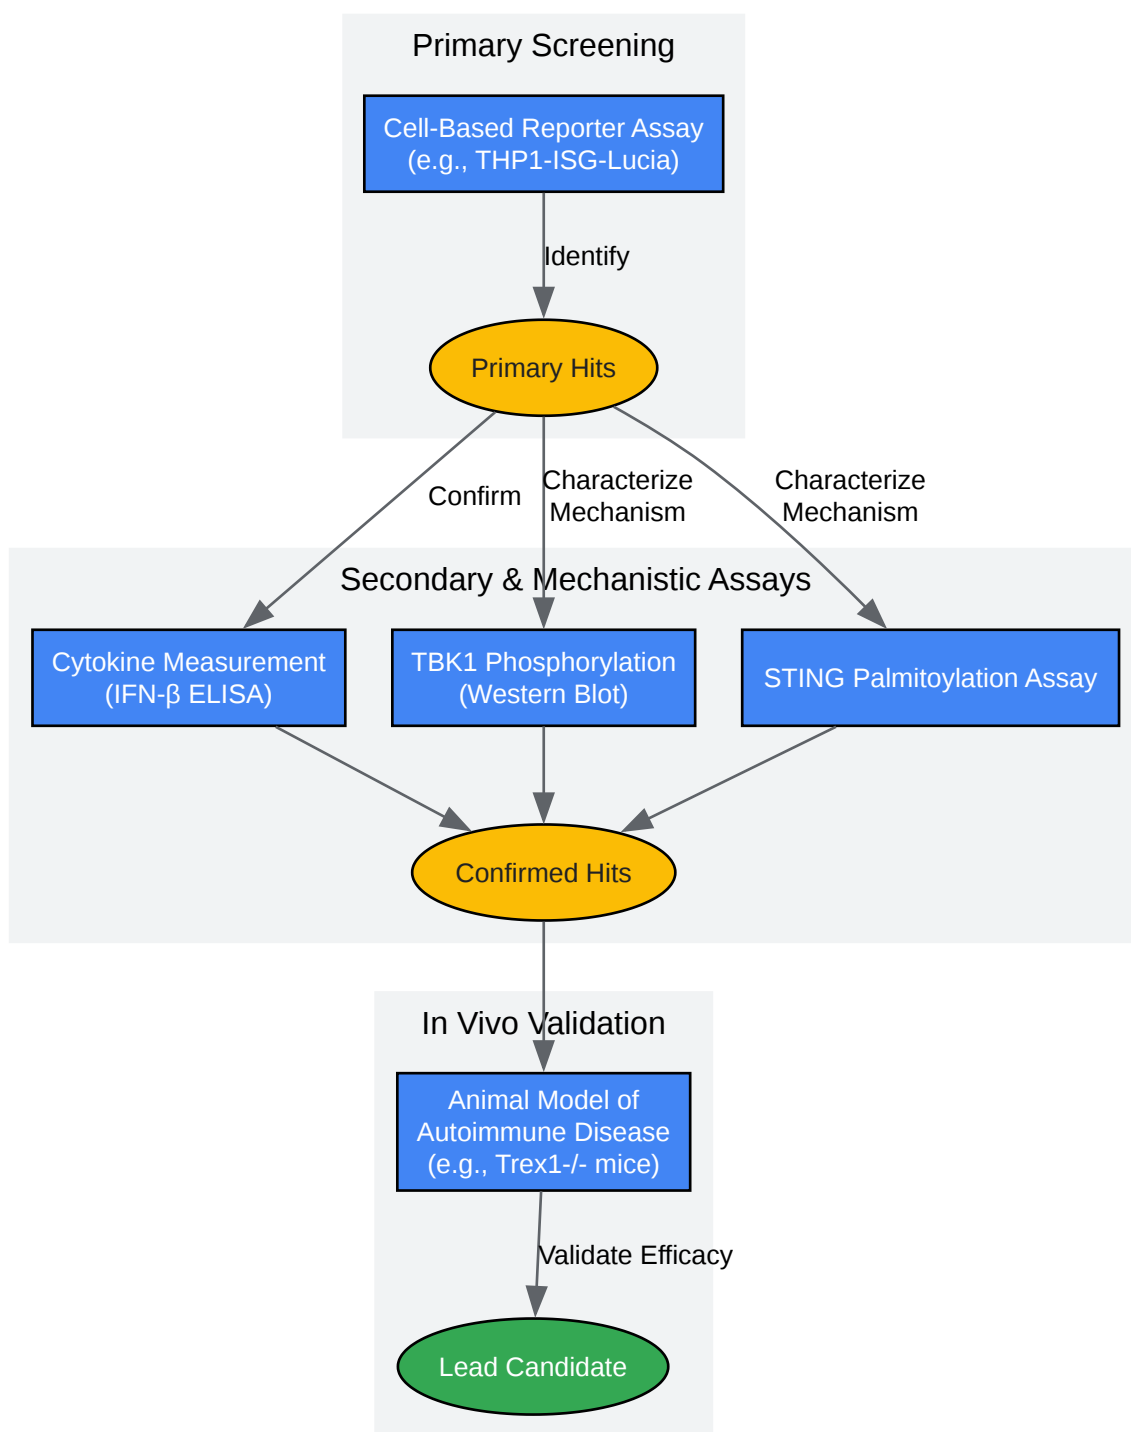 Primary Screening
Cell-Based Reporter Assay
(e.g., THP1-ISG-Lucia)
Identify
Primary Hits
Confirm
Characterize
Mechanism
Characterize
Mechanism
Secondary & Mechanistic Assays
Cytokine Measurement
(IFN-β ELISA)
TBK1 Phosphorylation
(Western Blot)
STING Palmitoylation Assay
Confirmed Hits
In Vivo Validation
Animal Model of
Autoimmune Disease
(e.g., Trex1-/- mice)
Validate Efficacy
Lead Candidate